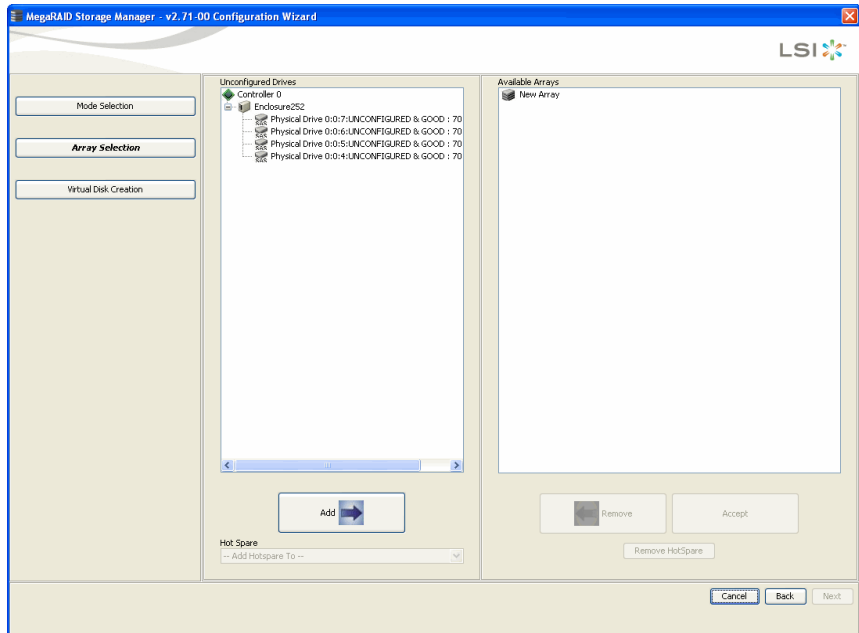 MegaRAID Storage Manager - v2.71-00 Configuration Wizard
LSI
Mode Selection
Array Selection
Virtual Disk Creation
Unconfigured Drives
Controller 0
Enclosure252
Physical Drive 0:0:7:UNCONFIGURED & GOOD : 70
Physical Drive 0:0:6:UNCONFIGURED & GOOD : 70
Physical Drive 0:0:5:UNCONFIGURED & GOOD : 70
Physical Drive 0:0:4:UNCONFIGURED & GOOD : 70
Add
Hot Spare
-- Add Hotspare To --
Available Arrays
New Array
Remove
Accept
Remove HotSpare
Cancel
Back
Next